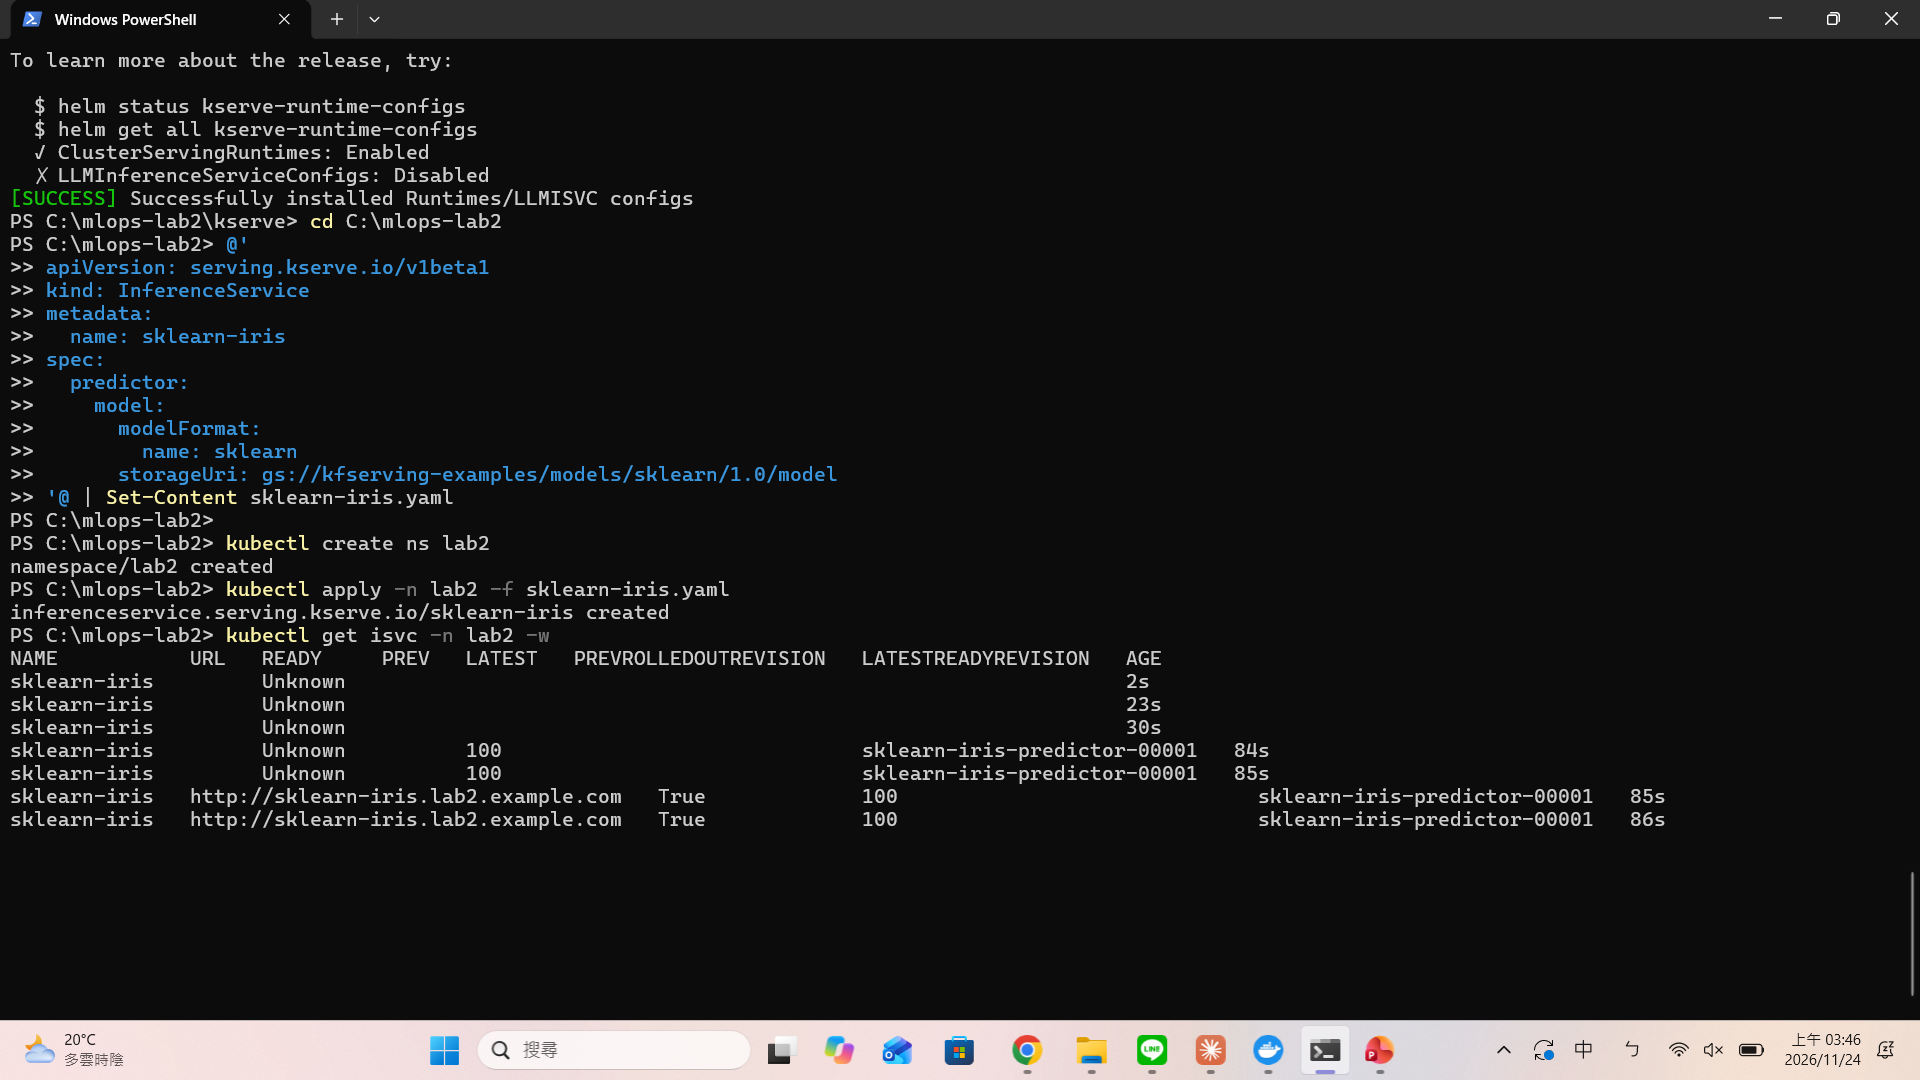 Windows PowerShell
To learn more about the release, try:
$ helm status kserve-runtime-configs
$ helm get all kserve-runtime-configs
✓ ClusterServingRuntimes: Enabled
✗ LLMInferenceServiceConfigs: Disabled
[SUCCESS] Successfully installed Runtimes/LLMISVC configs
PS C:\mlops-lab2\kserve> cd C:\mlops-lab2
PS C:\mlops-lab2> @'
>> apiVersion: serving.kserve.io/v1beta1
>> kind: InferenceService
>> metadata:
>>   name: sklearn-iris
>> spec:
>>   predictor:
>>     model:
>>       modelFormat:
>>         name: sklearn
>>       storageUri: gs://kfserving-examples/models/sklearn/1.0/model
>> '@ | Set-Content sklearn-iris.yaml
PS C:\mlops-lab2>
PS C:\mlops-lab2> kubectl create ns lab2
namespace/lab2 created
PS C:\mlops-lab2> kubectl apply -n lab2 -f sklearn-iris.yaml
inferenceservice.serving.kserve.io/sklearn-iris created
PS C:\mlops-lab2> kubectl get isvc -n lab2 -w
NAME           URL   READY     PREV   LATEST   PREVROLLEDOUTREVISION   LATESTREADYREVISION   AGE
sklearn-iris         Unknown                                                                 2s
sklearn-iris         Unknown                                                                 23s
sklearn-iris         Unknown                                                                 30s
sklearn-iris         Unknown          100                              sklearn-iris-predictor-00001   84s
sklearn-iris         Unknown          100                              sklearn-iris-predictor-00001   85s
sklearn-iris   http://sklearn-iris.lab2.example.com   True             100                              sklearn-iris-predictor-00001   85s
sklearn-iris   http://sklearn-iris.lab2.example.com   True             100                              sklearn-iris-predictor-00001   86s
20°C
多雲時陰
搜尋
LINE
中
ㄅ
上午 03:46
2026/11/24